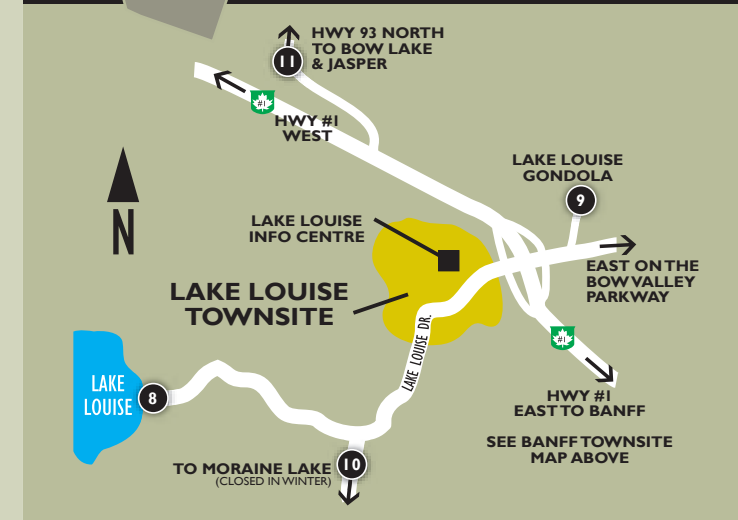 HWY 93 NORTH
TO BOW LAKE
& JASPER
11
#1
HWY #1
WEST
LAKE LOUISE
GONDOLA
9
N
LAKE LOUISE
INFO CENTRE
EAST ON THE
BOW VALLEY
PARKWAY
LAKE LOUISE
TOWNSITE
LAKE LOUISE DR.
#1
LAKE
LOUISE
8
HWY #1
EAST TO BANFF
SEE BANFF TOWNSITE
MAP ABOVE
TO MORAINE LAKE
(CLOSED IN WINTER)
10